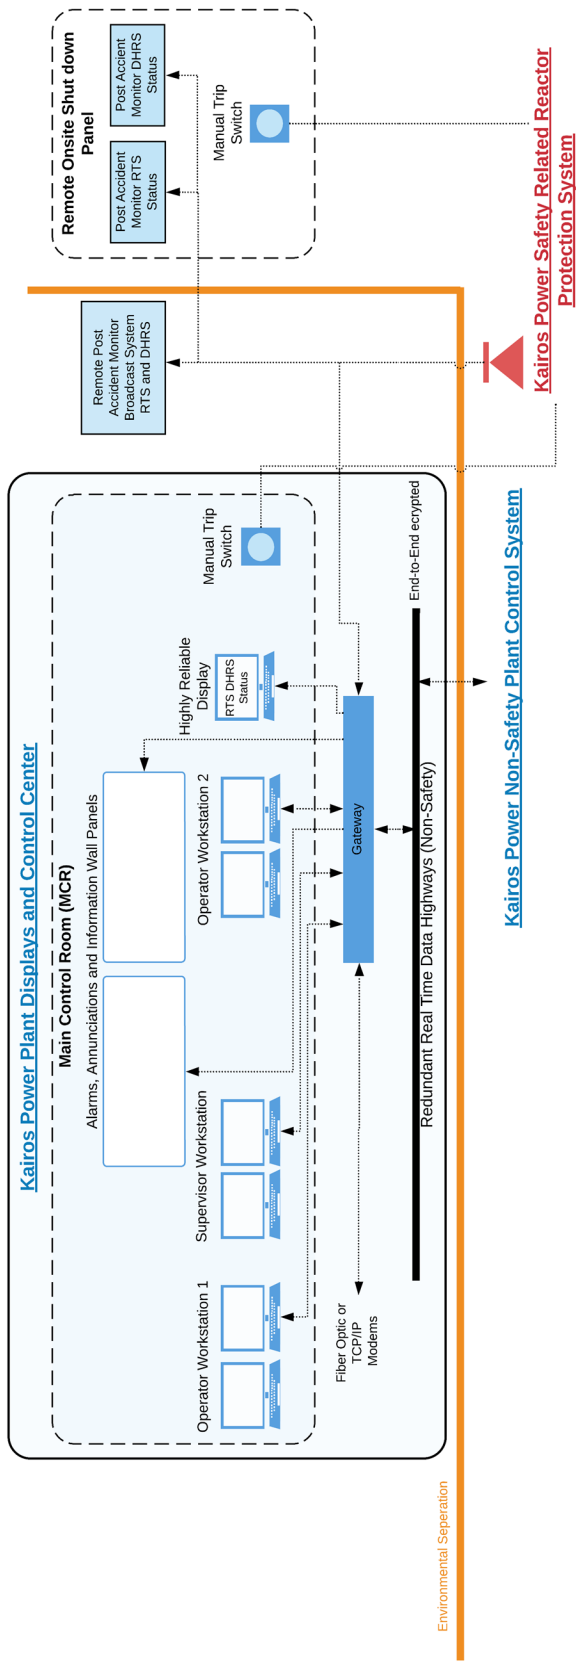 Kairos Power Plant Displays and Control Center
Main Control Room (MCR)
Alarms, Annunciations and Information Wall Panels
Operator Workstation 1
Supervisor Workstation
Operator Workstation 2
Highly Reliable
Display
RTS DHRS
Status
Manual Trip
Switch
Gateway
Fiber Optic or
TCP/IP
Modems
Redundant Real Time Data Highways (Non-Safety)
End-to-End ecrypted
Remote Post
Accident Monitor
Broadcast System
RTS and DHRS
Remote Onsite Shut down
Panel
Post Accident
Monitor RTS
Status
Post Accient
Monitor DHRS
Status
Manual Trip
Switch
Environmental Seperation
Kairos Power Non-Safety Plant Control System
Kairos Power Safety Related Reactor
Protection System